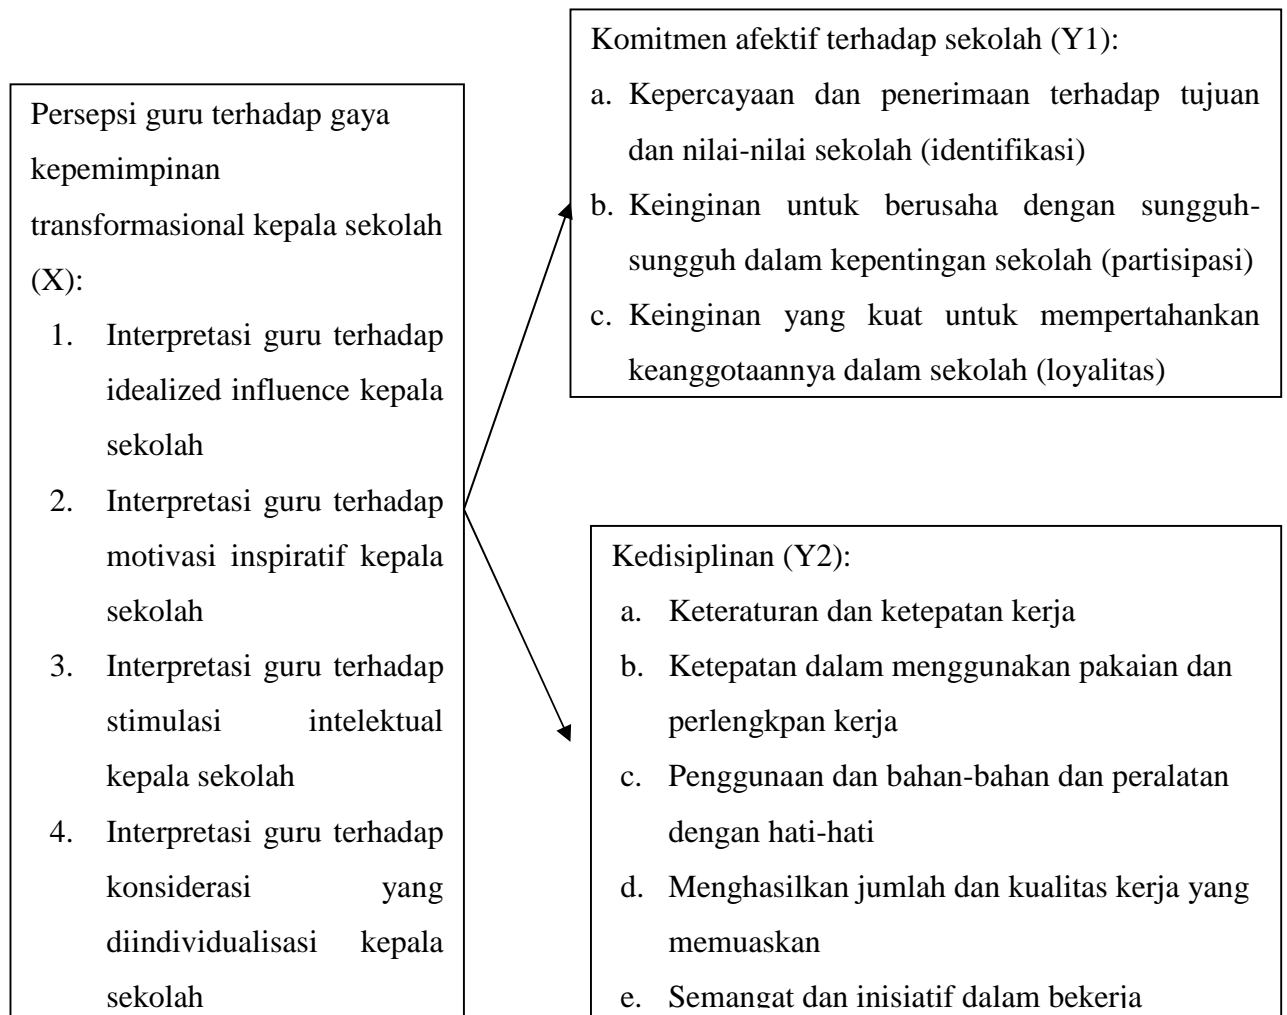 Persepsi guru terhadap gaya
kepemimpinan
transformasional kepala sekolah
(X):
1. Interpretasi guru terhadap
idealized influence kepala
sekolah
2. Interpretasi guru terhadap
motivasi inspiratif kepala
sekolah
3. Interpretasi guru terhadap
stimulasi intelektual
kepala sekolah
4. Interpretasi guru terhadap
konsiderasi yang
diindividualisasi kepala
sekolah
Komitmen afektif terhadap sekolah (Y1):
a. Kepercayaan dan penerimaan terhadap tujuan
dan nilai-nilai sekolah (identifikasi)
b. Keinginan untuk berusaha dengan sungguh-
sungguh dalam kepentingan sekolah (partisipasi)
c. Keinginan yang kuat untuk mempertahankan
keanggotaannya dalam sekolah (loyalitas)
Kedisiplinan (Y2):
a. Keteraturan dan ketepatan kerja
b. Ketepatan dalam menggunakan pakaian dan
perlengkpan kerja
c. Penggunaan dan bahan-bahan dan peralatan
dengan hati-hati
d. Menghasilkan jumlah dan kualitas kerja yang
memuaskan
e. Semangat dan inisiatif dalam bekerja